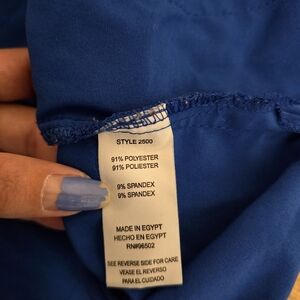 STYLE 2500
91% POLYESTER
91% POLIESTER
9% SPANDEX
9% SPANDEX
MADE IN EGYPT
HECHO EN EGYPT
RN#96502
SEE REVERSE SIDE FOR CARE
VEASE EL REVERSO
PARA EL CUIDADO